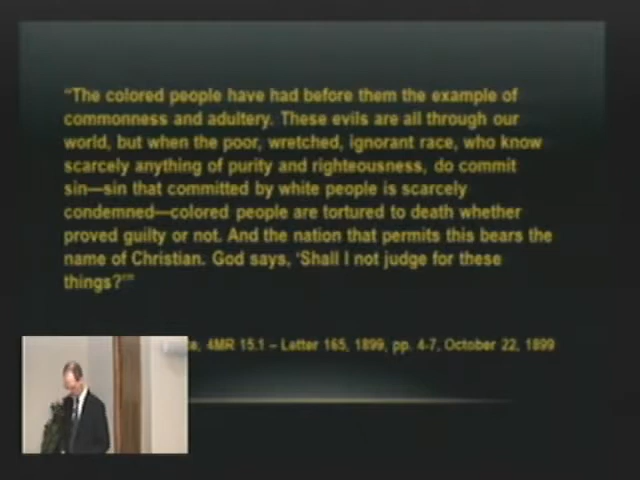 “The colored people have had before them the example of
commonness and adultery. These evils are all through our
world, but when the poor, wretched, ignorant race, who know
scarcely anything of purity and righteousness, do commit
sin—sin that committed by white people is scarcely
condemned—colored people are tortured to death whether
proved guilty or not. And the nation that permits this bears the
name of Christian. God says, ‘Shall I not judge for these
things?’”
4MR 15.1 – Letter 165, 1899, pp. 4-7, October 22, 1899